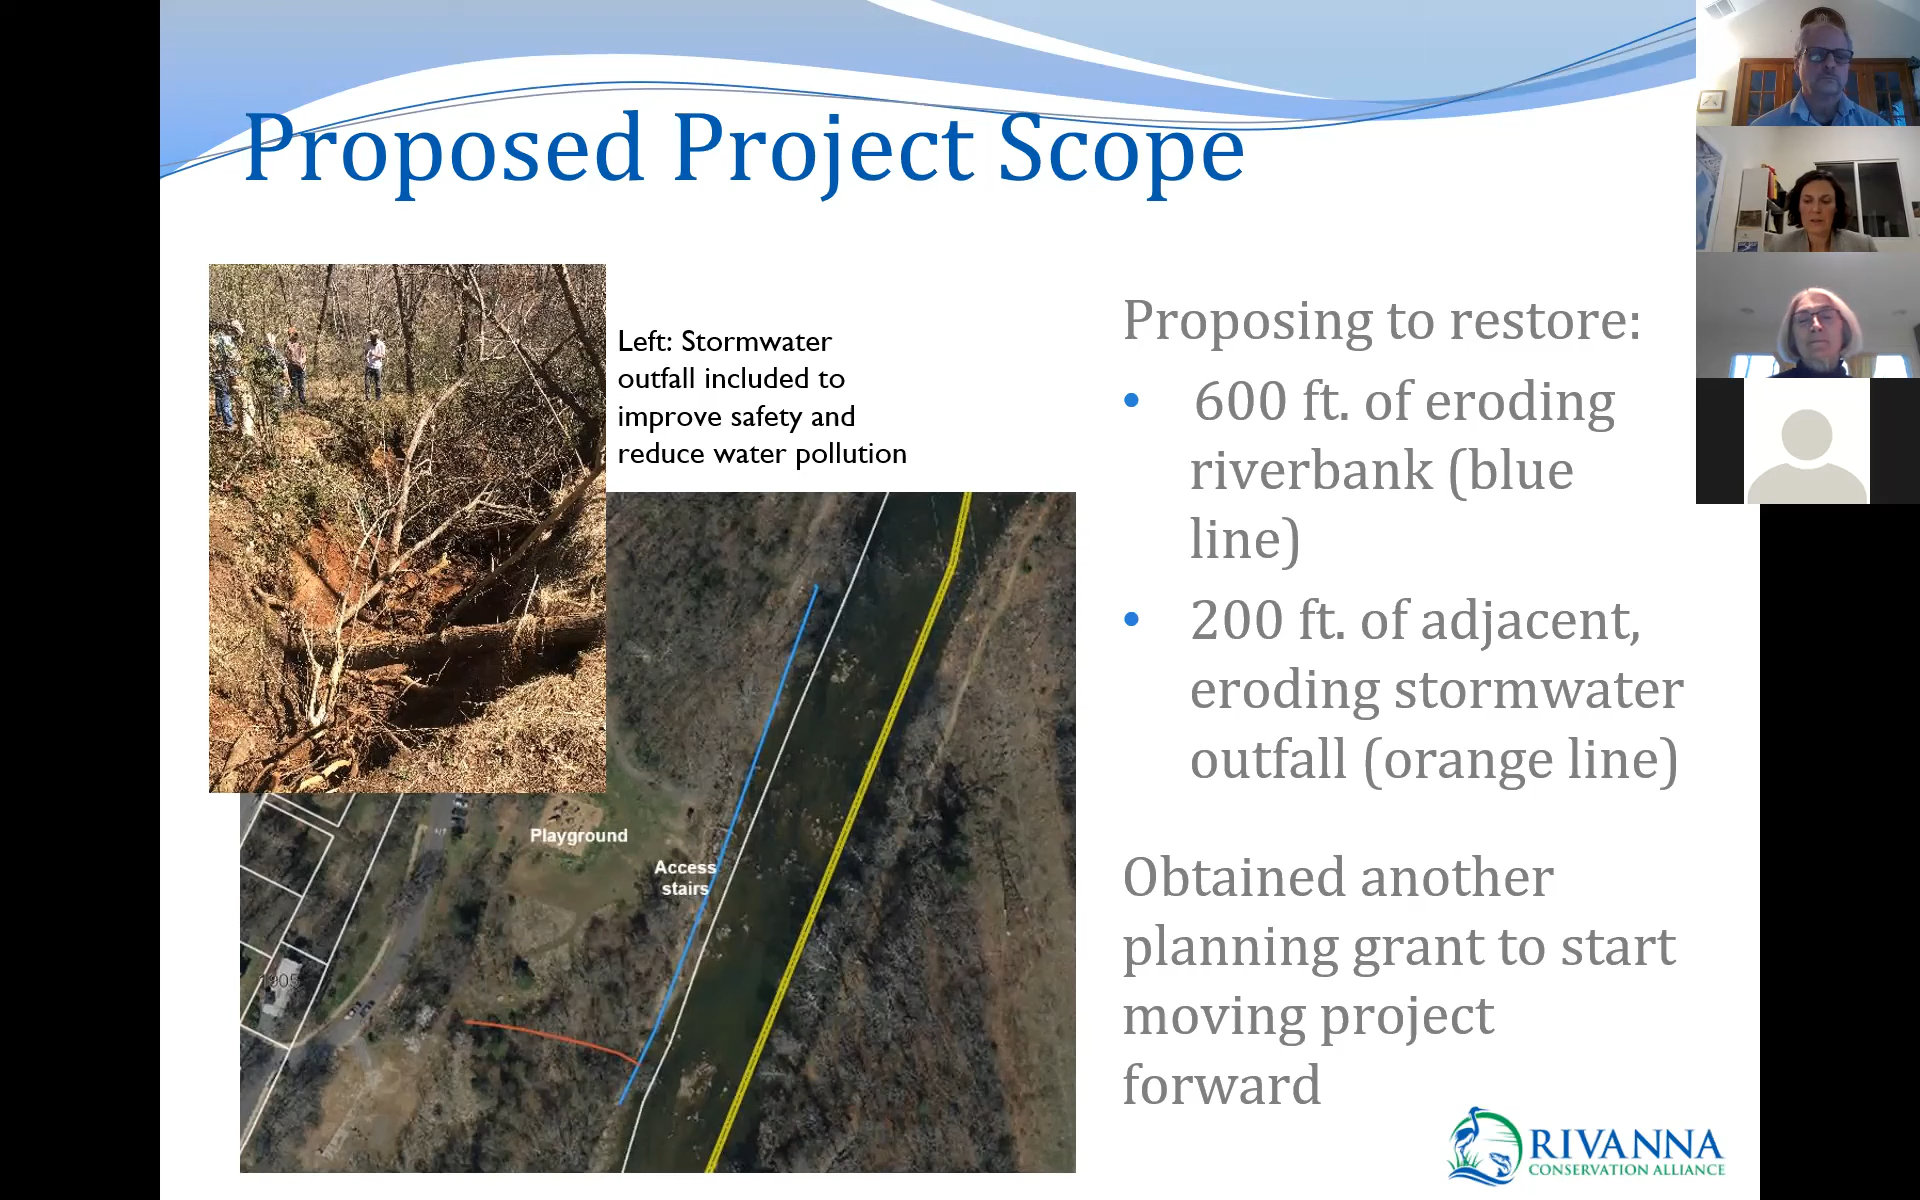 Proposed Project Scope
Left: Stormwater
outfall included to
improve safety and
reduce water pollution
Proposing to restore:
• 600 ft. of eroding
riverbank (blue
line)
• 200 ft. of adjacent,
eroding stormwater
outfall (orange line)
Obtained another
planning grant to start
moving project
forward
Playground
Access
stairs
1905
RIVANNA
CONSERVATION ALLIANCE